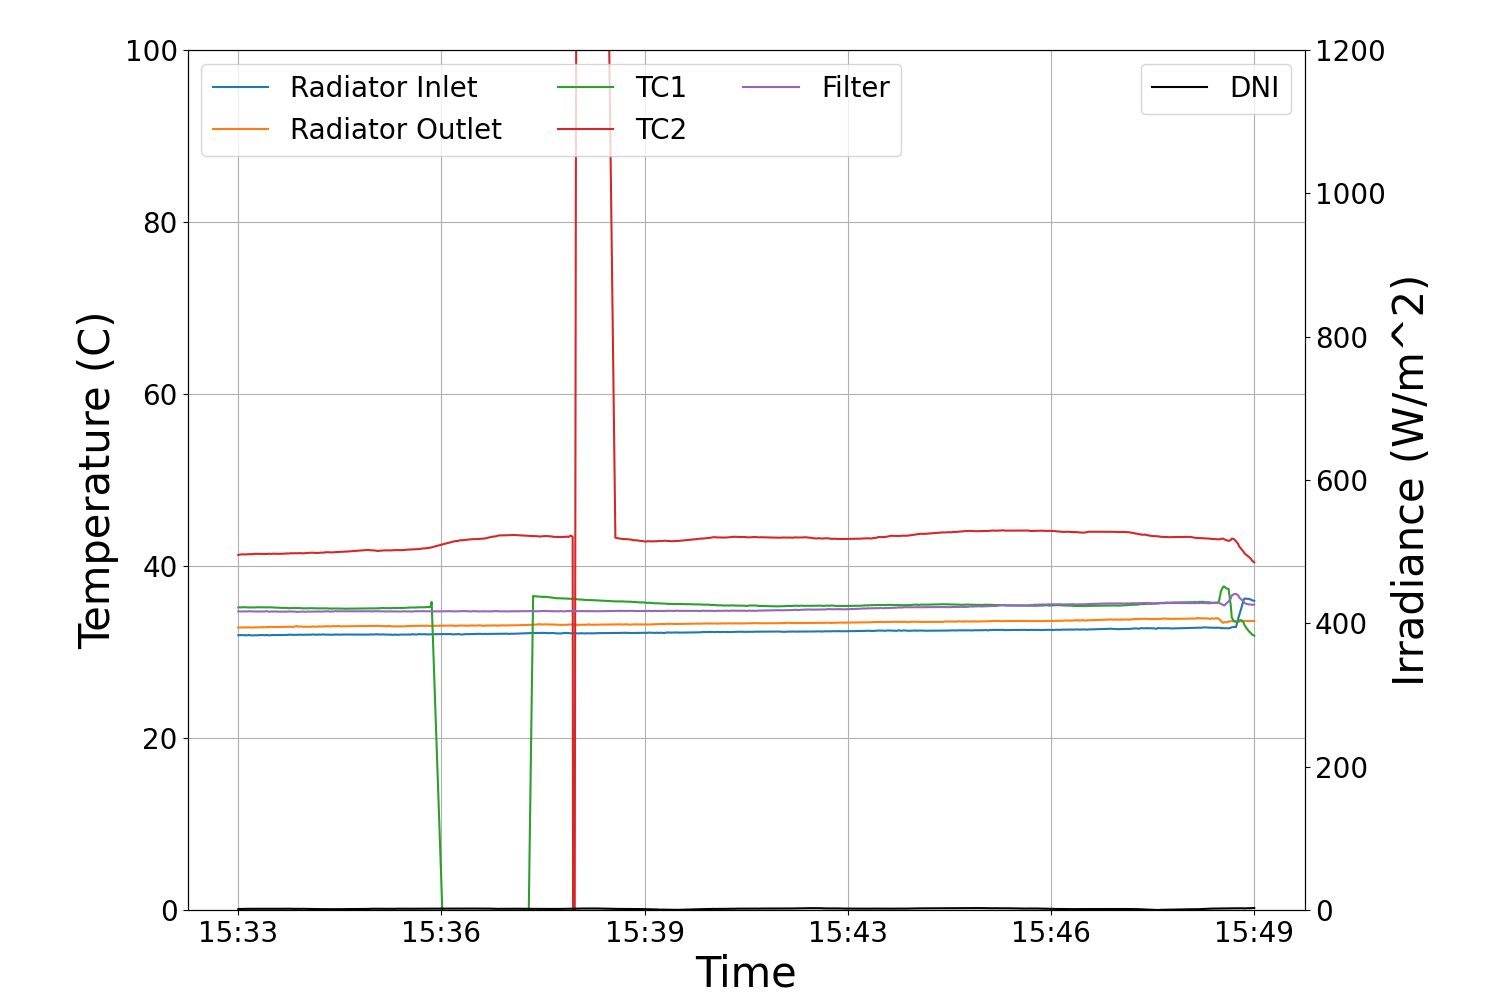 Radiator Inlet
Radiator Outlet
TC1
TC2
Filter
DNI
Temperature (C)
100
80
60
40
20
0
Irradiance (W/m^2)
1200
1000
800
600
400
200
0
15:33 15:36 15:39 15:43 15:46 15:49
Time